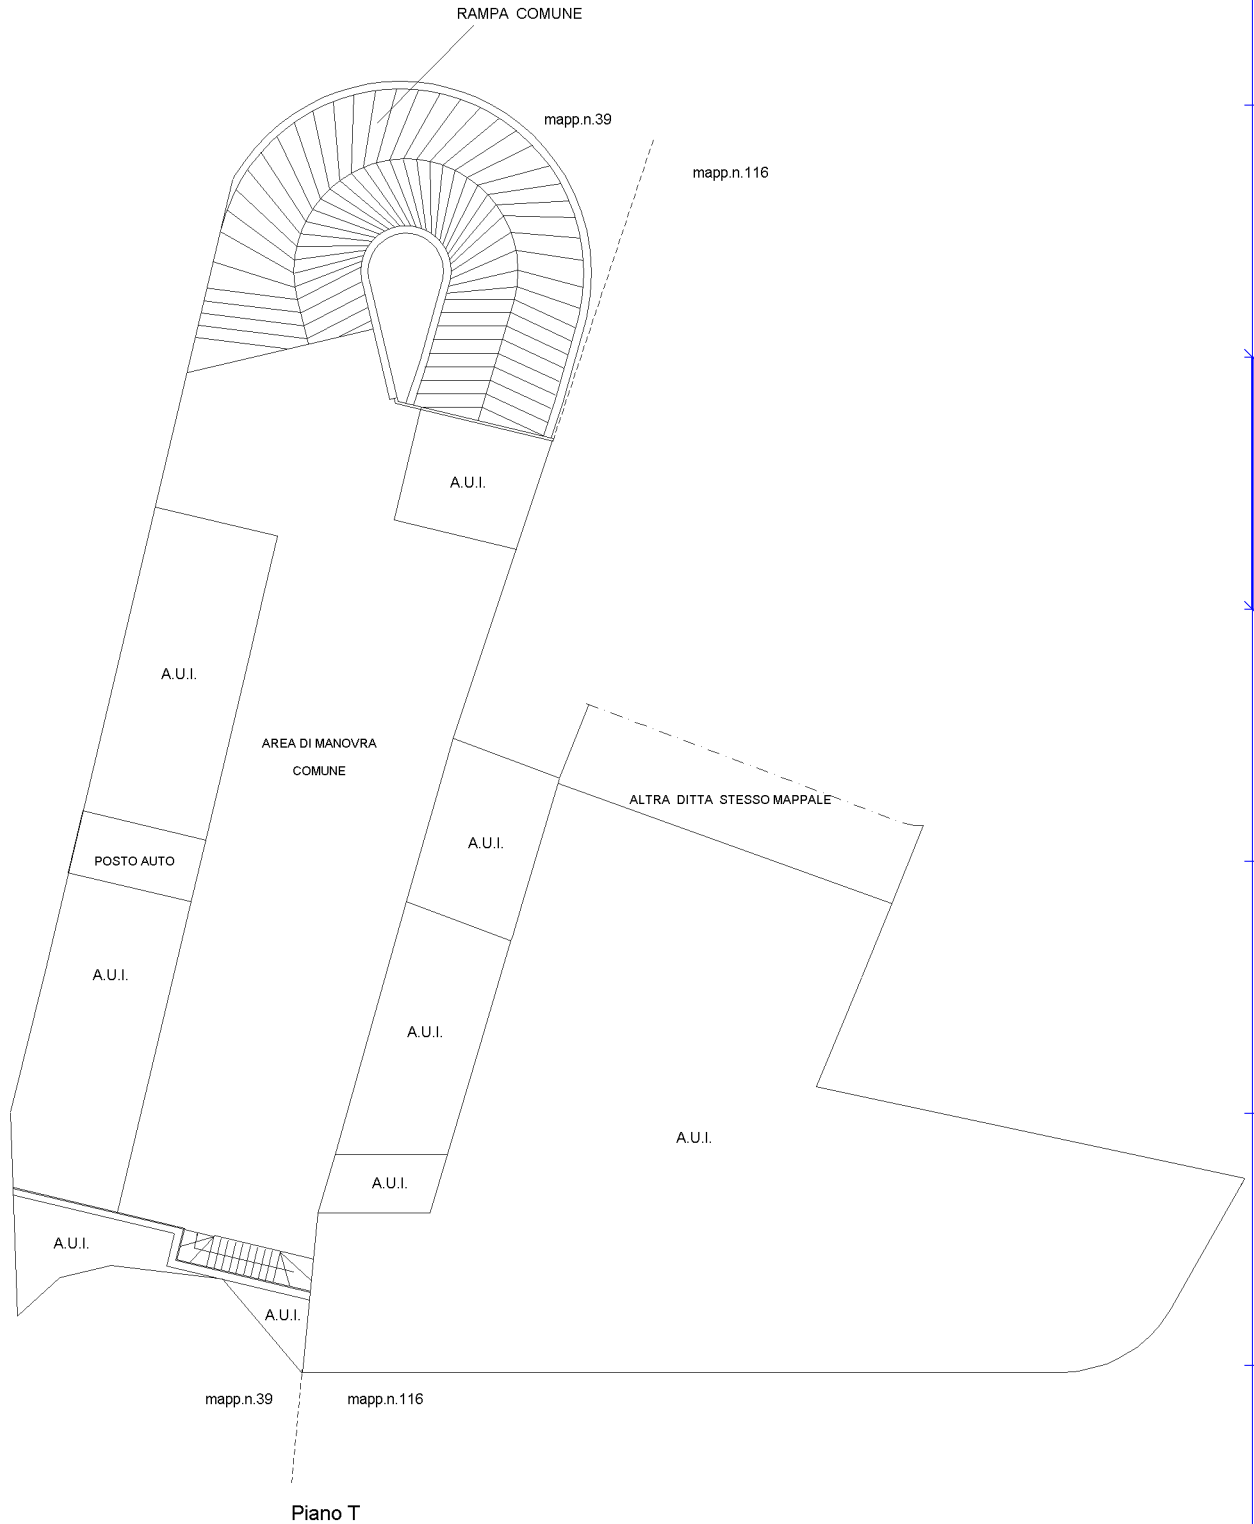 RAMPA COMUNE
mapp.n.39
mapp.n.116
A.U.I.
A.U.I.
AREA DI MANOVRA
COMUNE
ALTRA DITTA STESSO MAPPALE
A.U.I.
POSTO AUTO
A.U.I.
A.U.I.
A.U.I.
A.U.I.
A.U.I.
A.U.I.
mapp.n.39
mapp.n.116
Piano T